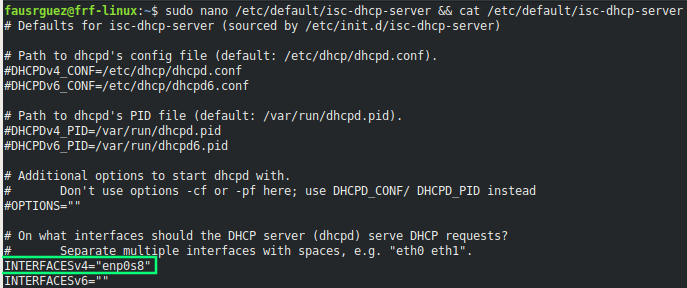 fausrguez@frf-linux:~$ sudo nano /etc/default/isc-dhcp-server && cat /etc/default/isc-dhcp-server
# Defaults for isc-dhcp-server (sourced by /etc/init.d/isc-dhcp-server)
# Path to dhcpd's config file (default: /etc/dhcp/dhcpd.conf).
#DHCPDv4_CONF=/etc/dhcp/dhcpd.conf
#DHCPDv6_CONF=/etc/dhcp/dhcpd6.conf
# Path to dhcpd's PID file (default: /var/run/dhcpd.pid).
#DHCPDv4_PID=/var/run/dhcpd.pid
#DHCPDv6_PID=/var/run/dhcpd6.pid
# Additional options to start dhcpd with.
#       Don't use options -cf or -pf here; use DHCPD_CONF/ DHCPD_PID instead
#OPTIONS=""
# On what interfaces should the DHCP server (dhcpd) serve DHCP requests?
#       Separate multiple interfaces with spaces, e.g. "eth0 eth1".
INTERFACESv4="enp0s8"
INTERFACESv6=""